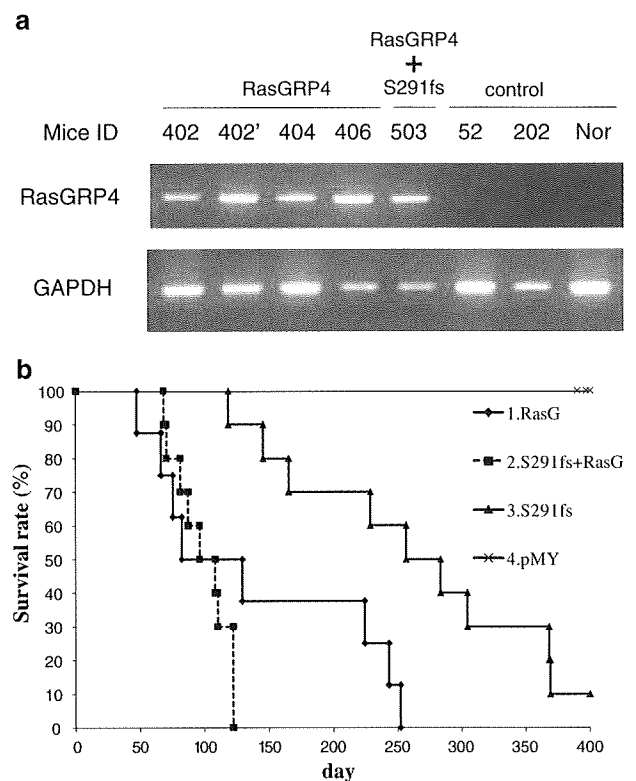 a
RasGRP4
+
S291fs
RasGRP4
control
Mice ID 402 402' 404 406 503 52 202 Nor
RasGRP4
GAPDH
b
100
90
80
70
60
50
40
30
20
10
0
Survival rate (%)
1.RasG
2.S291fs+RasG
3.S291fs
4.pMY
0 50 100 150 200 250 300 350 400
day